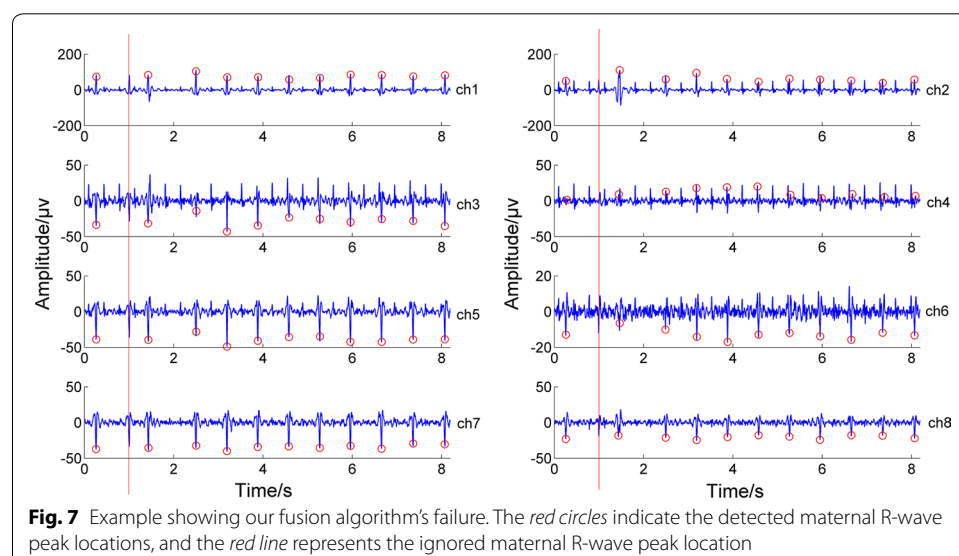 200
0
-200
0 2 4 6 8
ch1
200
0
-200
0 2 4 6 8
ch2
50
0
-50
0 2 4 6 8
ch3
50
0
-50
0 2 4 6 8
ch4
50
0
-50
0 2 4 6 8
ch5
20
0
-20
0 2 4 6 8
ch6
50
0
-50
0 2 4 6 8
ch7
50
0
-50
0 2 4 6 8
ch8
Amplitude/μv
Amplitude/μv
Time/s
Time/s
Fig. 7 Example showing our fusion algorithm's failure. The red circles indicate the detected maternal R-wave
peak locations, and the red line represents the ignored maternal R-wave peak location